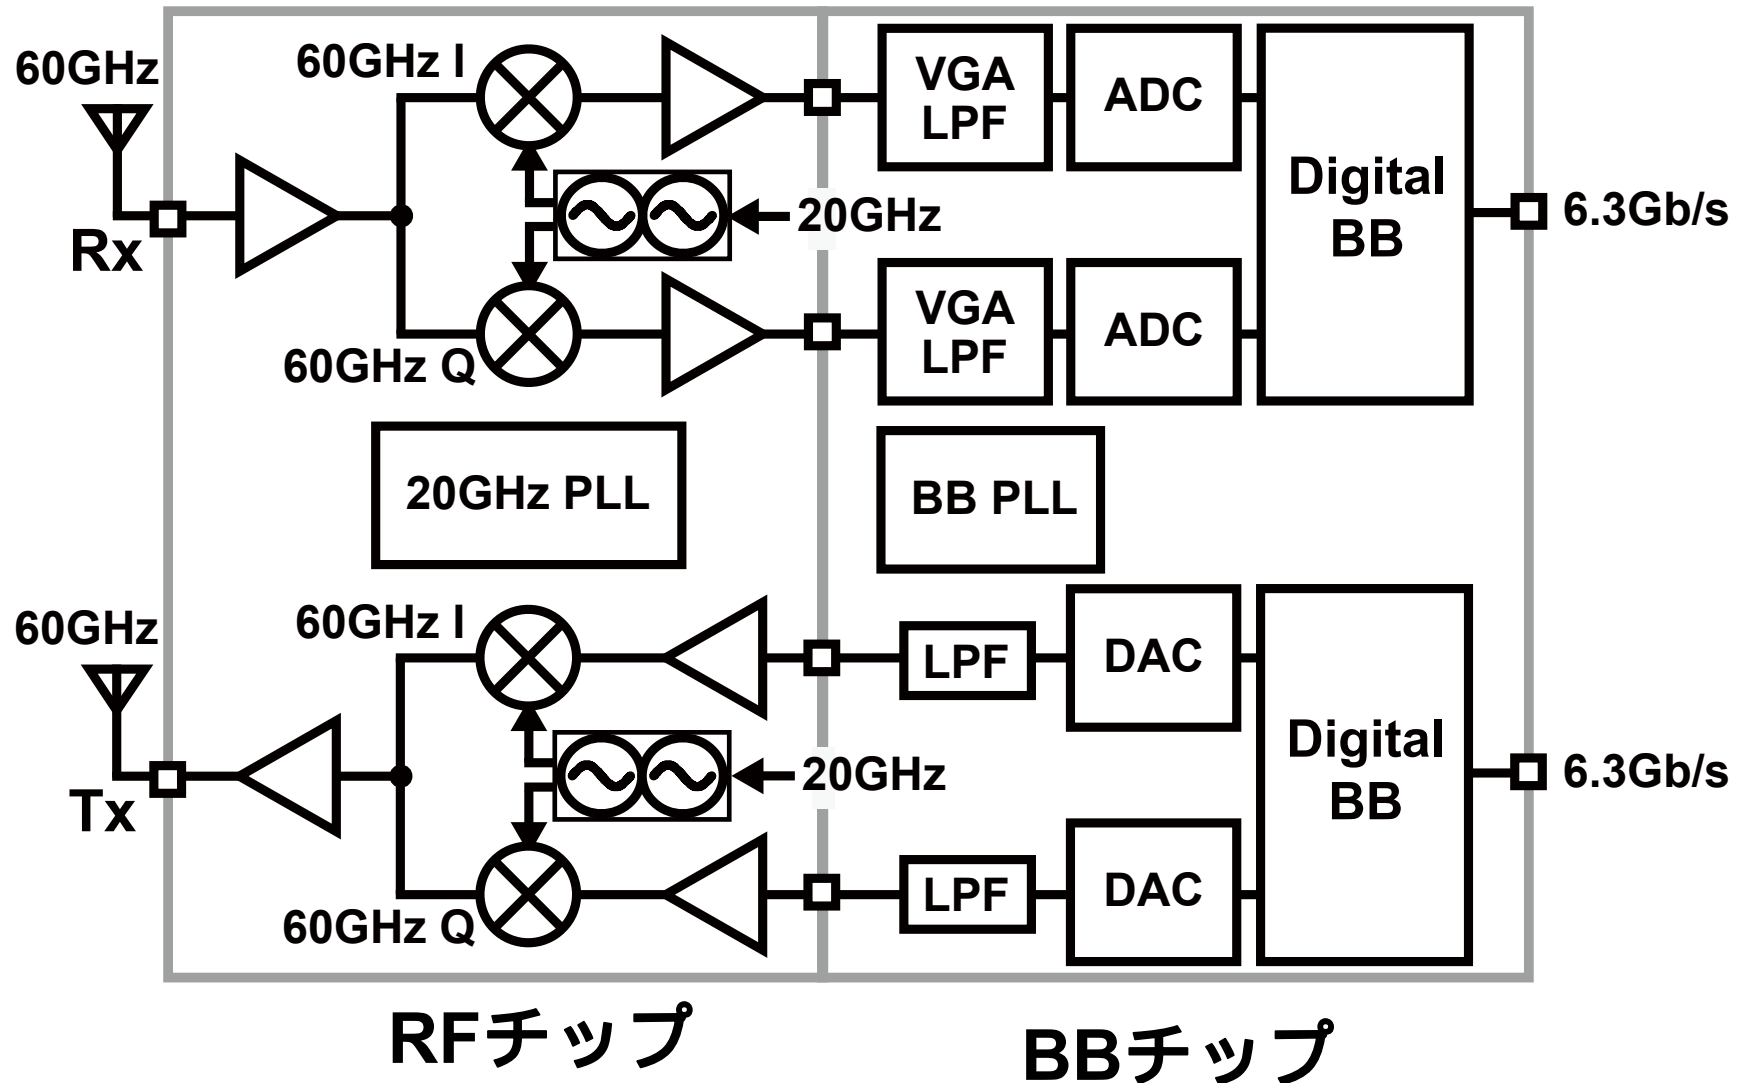 60GHz
60GHz I
VGA
LPF
ADC
Digital
BB
Rx
20GHz
6.3Gb/s
60GHz Q
VGA
LPF
ADC
20GHz PLL
BB PLL
60GHz
60GHz I
LPF
DAC
Digital
BB
Tx
20GHz
6.3Gb/s
60GHz Q
LPF
DAC
RFチップ
BBチップ